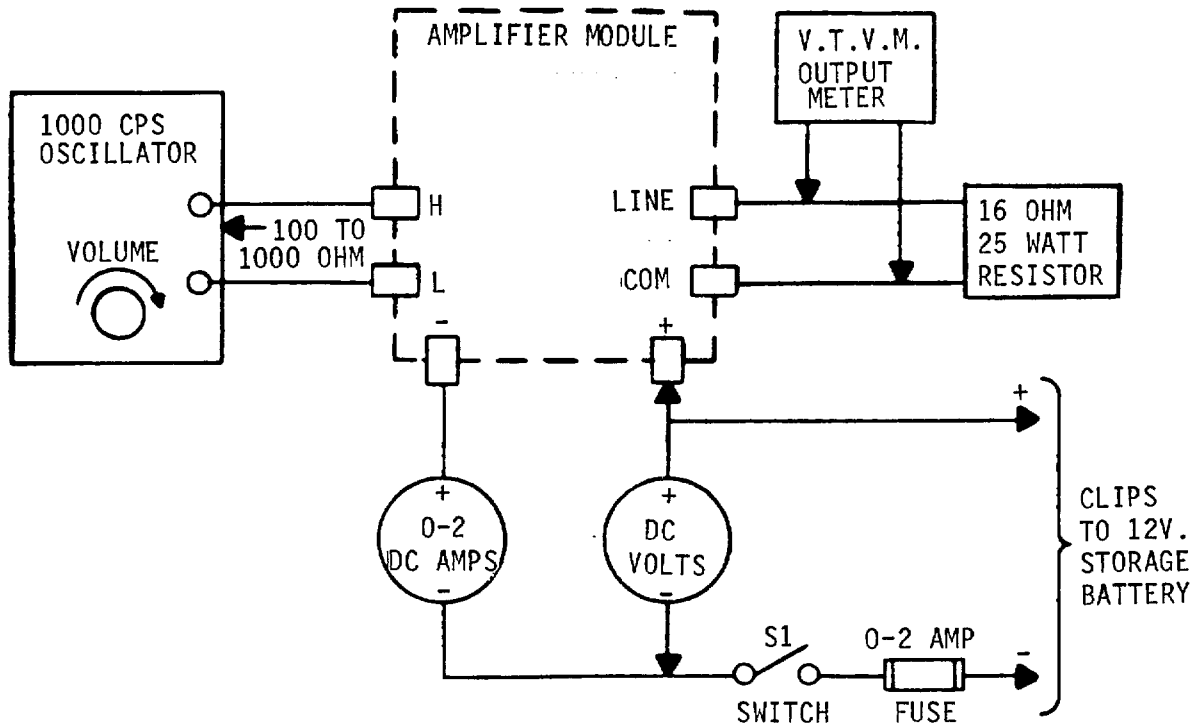 AMPLIFIER MODULE
V.T.V.M.
OUTPUT
METER
1000 CPS
OSCILLATOR
H
LINE
100 TO
1000 OHM
16 OHM
25 WATT
RESISTOR
VOLUME
L
COM
-
+
+
+
0-2
DC AMPS
-
+
DC
VOLTS
-
CLIPS
TO 12V.
STORAGE
BATTERY
S1
0-2 AMP
-
SWITCH
FUSE